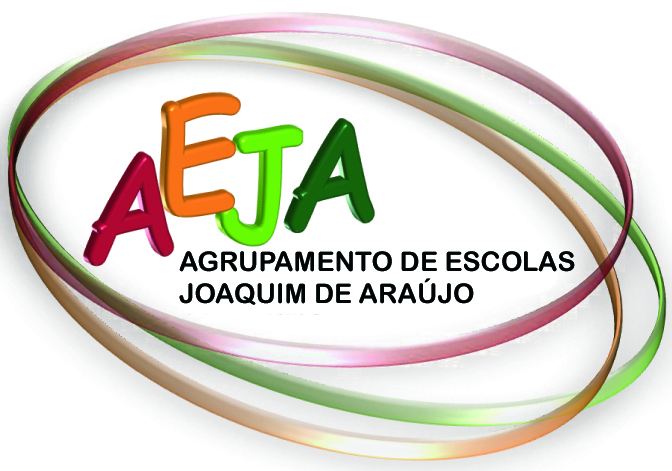 AEJA
AGRUPAMENTO DE ESCOLAS
JOAQUIM DE ARAÚJO